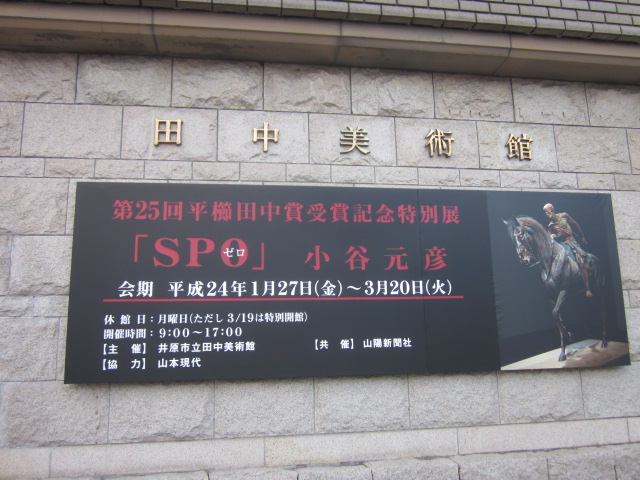 田中美術館
第25回平櫛田中賞受賞記念特別展
「SP0ゼロ」 小谷元彦
会期 平成24年1月27日(金)～3月20日(火)
休館日：月曜日(ただし 3/19は特別開館)
開催時間：9:00～17:00
【主 催】 井原市立田中美術館 【共 催】 山陽新聞社
【協 力】 山本現代